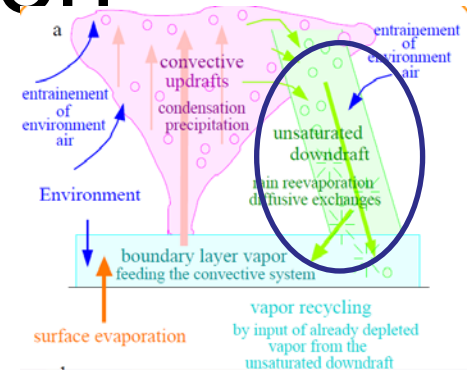 a
entrainement
of
environment
air
convective
updrafts
condensation
precipitation
entrainement
of
environment
air
unsaturated
downdraft
rain reevaporation
diffusive exchanges
Environment
boundary layer vapor
feeding the convective system
surface evaporation
vapor recycling
by input of already depleted
vapor from the
unsaturated downdraft